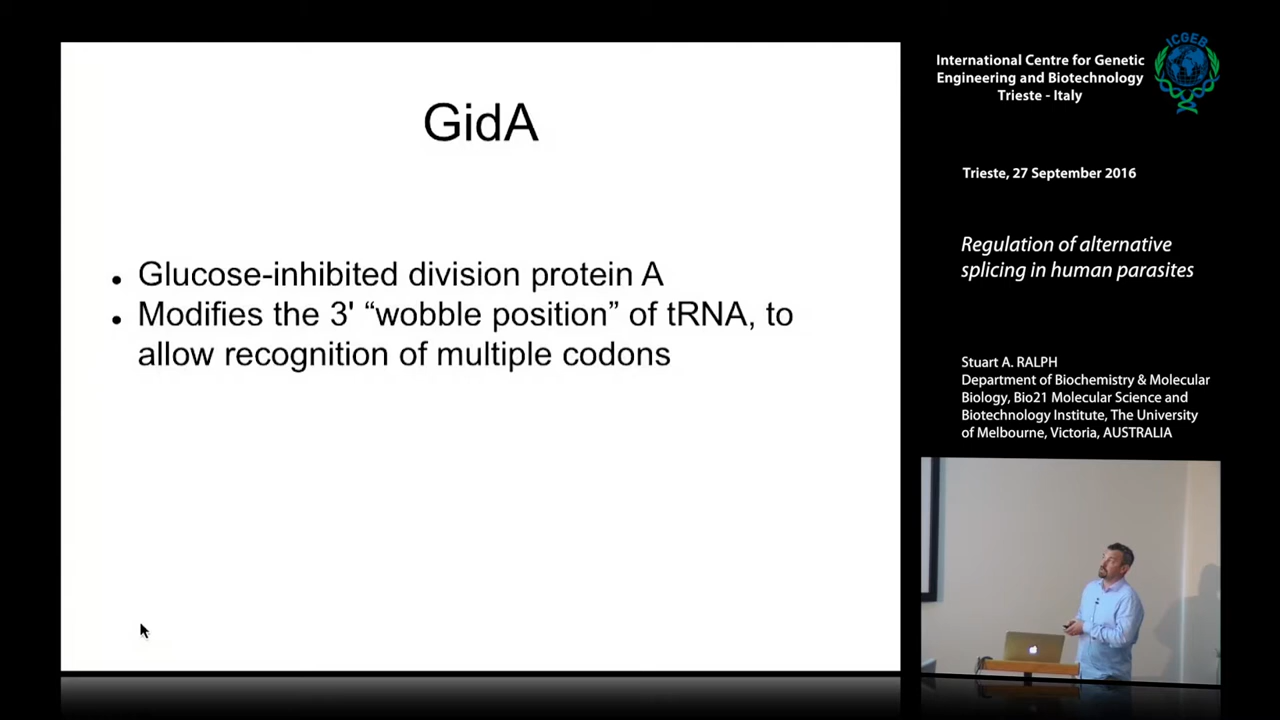 GidA
• Glucose-inhibited division protein A
• Modifies the 3' “wobble position” of tRNA, to
allow recognition of multiple codons
International Centre for Genetic
Engineering and Biotechnology
Trieste - Italy
ICGEB
Trieste, 27 September 2016
Regulation of alternative
splicing in human parasites
Stuart A. RALPH
Department of Biochemistry & Molecular
Biology, Bio21 Molecular Science and
Biotechnology Institute, The University
of Melbourne, Victoria, AUSTRALIA